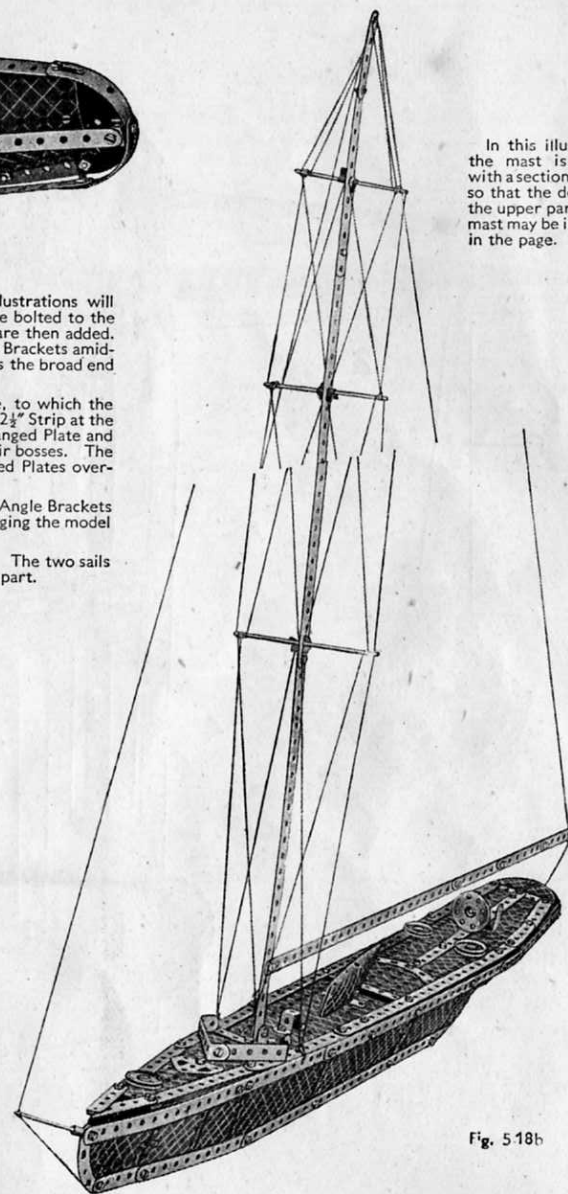 In this illu
the mast is
with a section
so that the d
the upper par
mast may be i
in the page.
lustrations will
e bolted to the
are then added.
Brackets amid-
s the broad end
e, to which the
2½″ Strip at the
nged Plate and
ir bosses. The
ed Plates over-
Angle Brackets
ging the model
The two sails
part.
Fig. 5.18b